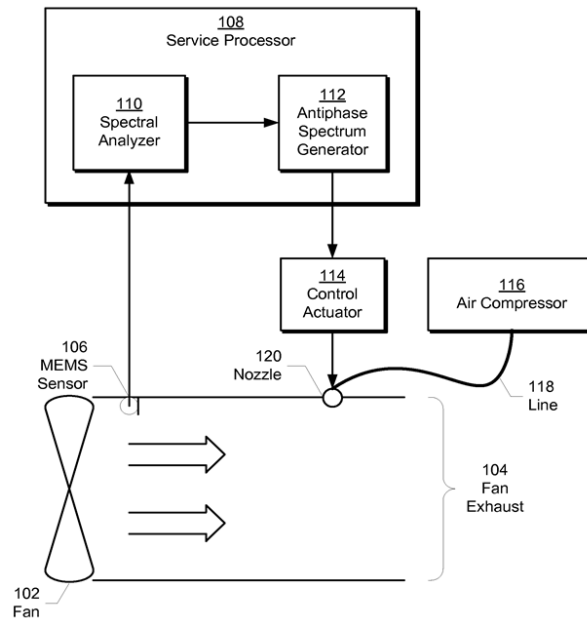 108
Service Processor
110
Spectral
Analyzer
112
Antiphase
Spectrum
Generator
114
Control
Actuator
116
Air Compressor
106
MEMS
Sensor
120
Nozzle
118
Line
104
Fan
Exhaust
102
Fan